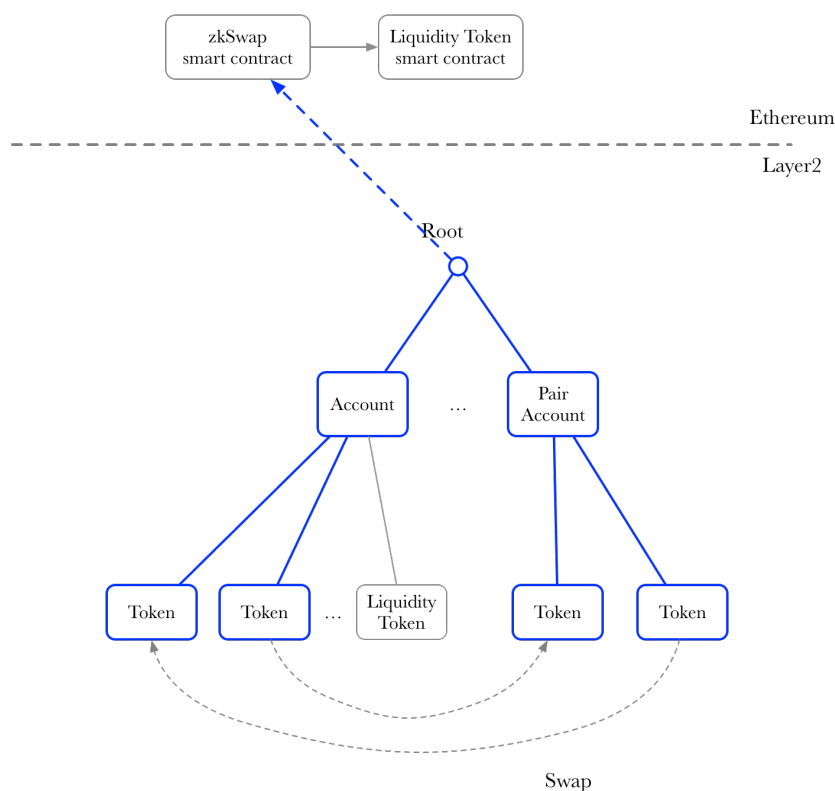 zkSwap
smart contract
Liquidity Token
smart contract
Ethereum
Layer2
Root
Account
...
Pair
Account
Token
Token
...
Liquidity
Token
Token
Token
Swap